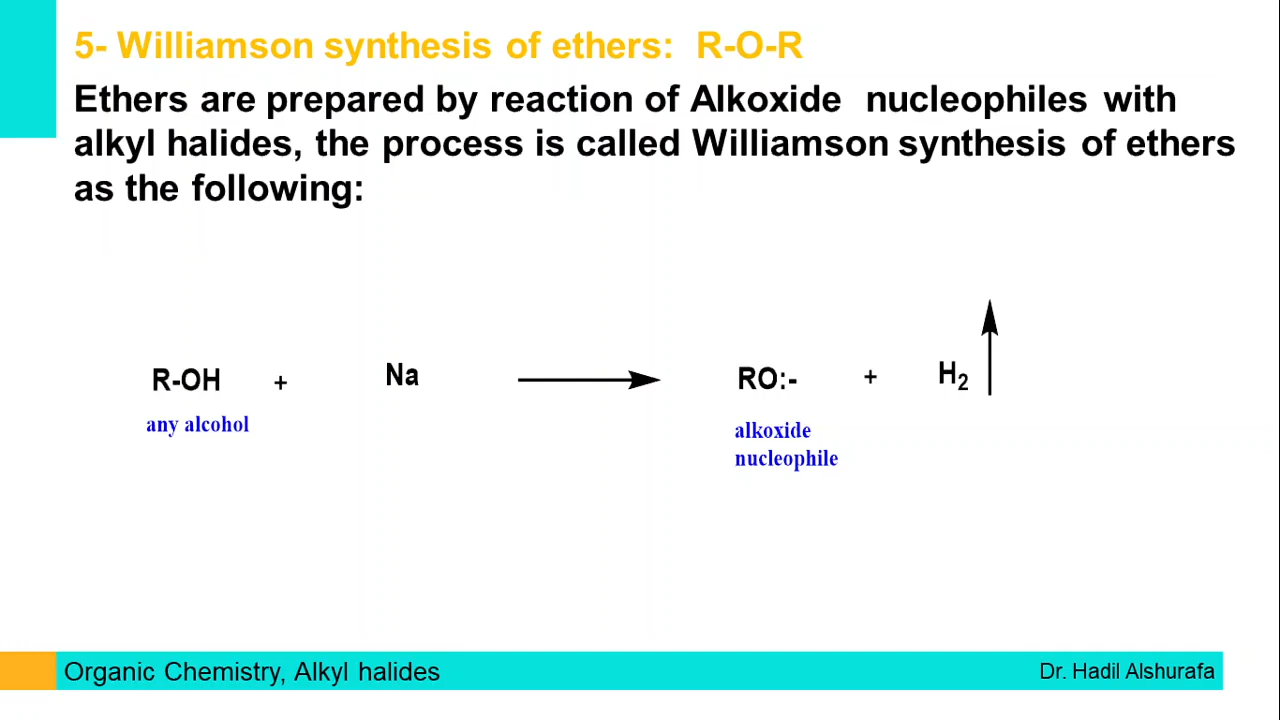 5- Williamson synthesis of ethers: R-O-R
Ethers are prepared by reaction of Alkoxide nucleophiles with
alkyl halides, the process is called Williamson synthesis of ethers
as the following:
R-OH + Na RO:- + H₂
any alcohol
alkoxide
nucleophile
Organic Chemistry, Alkyl halides
Dr. Hadil Alshurafa